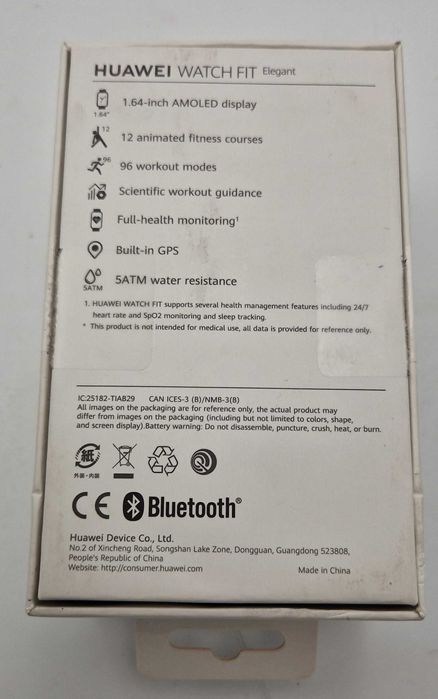 HUAWEI WATCH FIT Elegant
1.64"
1.64-inch AMOLED display
12
12 animated fitness courses
96
96 workout modes
Scientific workout guidance
Full-health monitoring¹
Built-in GPS
5ATM
5ATM water resistance
1. HUAWEI WATCH FIT supports several health management features including 24/7
heart rate and SpO2 monitoring and sleep tracking.
* This product is not intended for medical use, all data is provided for reference only.
IC:25182-TIAB29 CAN ICES-3 (B)/NMB-3(B)
All images on the packaging are for reference only, the actual product may
differ from images on the packaging (including but not limited to colors, shape,
and screen display).Battery warning: Do not disassemble, puncture, crush, heat, or burn.
紙
外装・内装
CE Bluetooth®
Huawei Device Co., Ltd.
No.2 of Xincheng Road, Songshan Lake Zone, Dongguan, Guangdong 523808,
People's Republic of China
Website: http://consumer.huawei.com Made in China